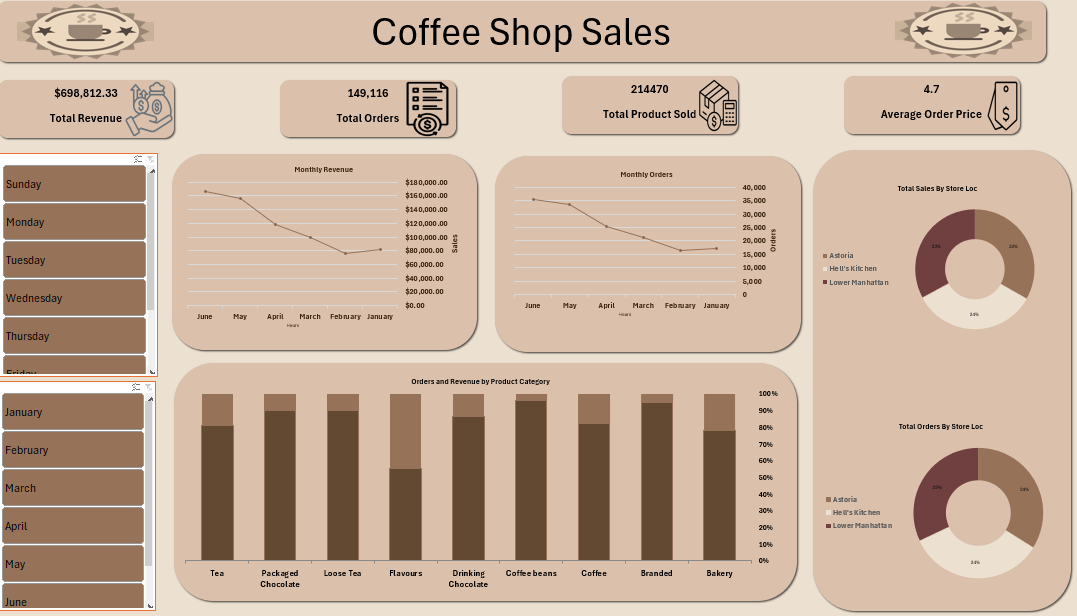 Coffee Shop Sales
$698,812.33
Total Revenue
149,116
Total Orders
214470
Total Product Sold
4.7
Average Order Price
Sunday
Monday
Tuesday
Wednesday
Thursday
Friday
January
February
March
April
May
June
Monthly Revenue
$180,000.00
$160,000.00
$140,000.00
$120,000.00
$100,000.00
$80,000.00
$60,000.00
$40,000.00
$20,000.00
$0.00
Sales
June May April March February January
Hours
Monthly Orders
40,000
35,000
30,000
25,000
20,000
15,000
10,000
5,000
0
Orders
June May April March February January
Hours
Orders and Revenue by Product Category
100%
90%
80%
70%
60%
50%
40%
30%
20%
10%
0%
Tea Packaged Loose Tea Flavours Drinking Coffee beans Coffee Branded Bakery
Chocolate Chocolate
Total Sales By Store Loc
Astoria
Hell's Kitchen
Lower Manhattan
34%
Total Orders By Store Loc
Astoria
Hell's Kitchen
Lower Manhattan
34%
34%